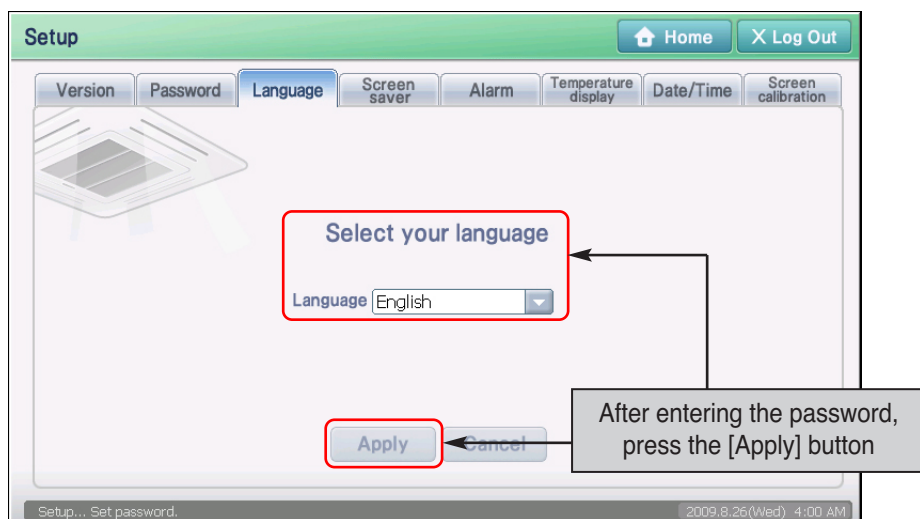 Setup
Home
X Log Out
Version
Password
Language
Screen
saver
Alarm
Temperature
display
Date/Time
Screen
calibration
Select your language
Language English
Apply
Cancel
After entering the password,
press the [Apply] button
Setup... Set password.
2009.8.26(Wed) 4:00 AM